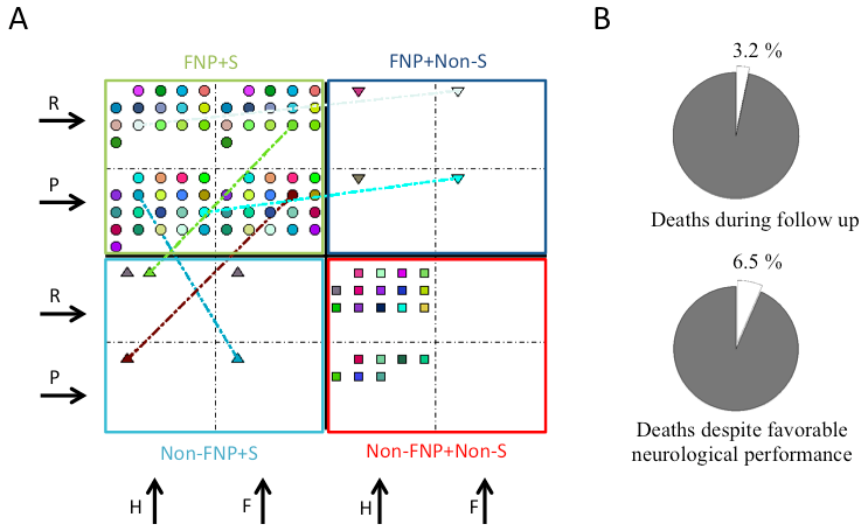 A
B
FNP+S
FNP+Non-S
R
P
R
P
Non-FNP+S
Non-FNP+Non-S
H
F
H
F
3.2 %
Deaths during follow up
6.5 %
Deaths despite favorable
neurological performance